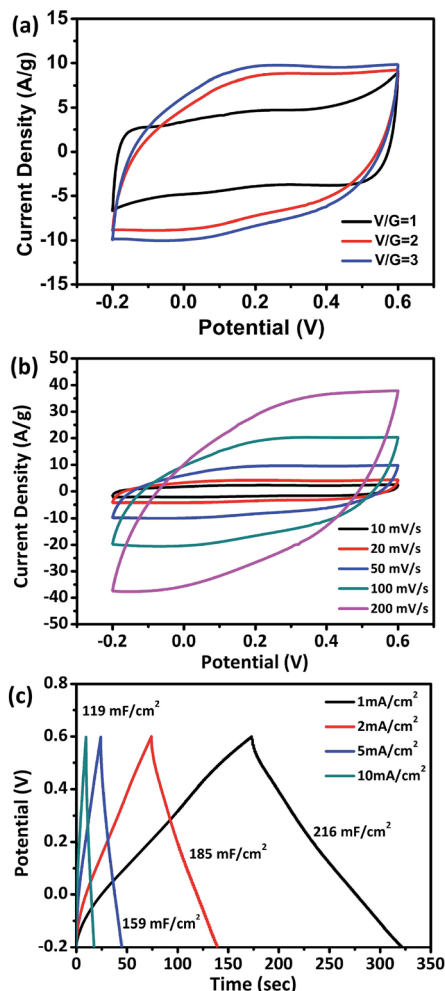 (a)
15
10
5
0
-5
-10
-15
Current Density (A/g)
V/G=1
V/G=2
V/G=3
-0.2 0.0 0.2 0.4 0.6
Potential (V)
(b)
50
40
30
20
10
0
-10
-20
-30
-40
-50
Current Density (A/g)
10 mV/s
20 mV/s
50 mV/s
100 mV/s
200 mV/s
-0.2 0.0 0.2 0.4 0.6
Potential (V)
(c)
0.8
0.6
0.4
0.2
0.0
-0.2
Potential (V)
119 mF/cm²
1mA/cm²
2mA/cm²
5mA/cm²
10mA/cm²
216 mF/cm²
185 mF/cm²
159 mF/cm²
0 50 100 150 200 250 300 350
Time (sec)